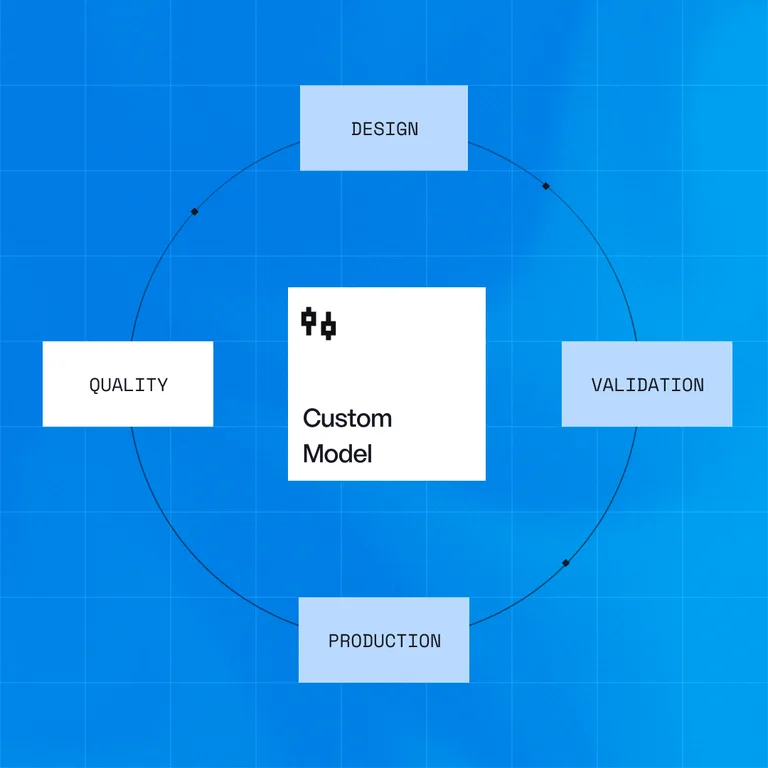 DESIGN
QUALITY
Custom
Model
VALIDATION
PRODUCTION